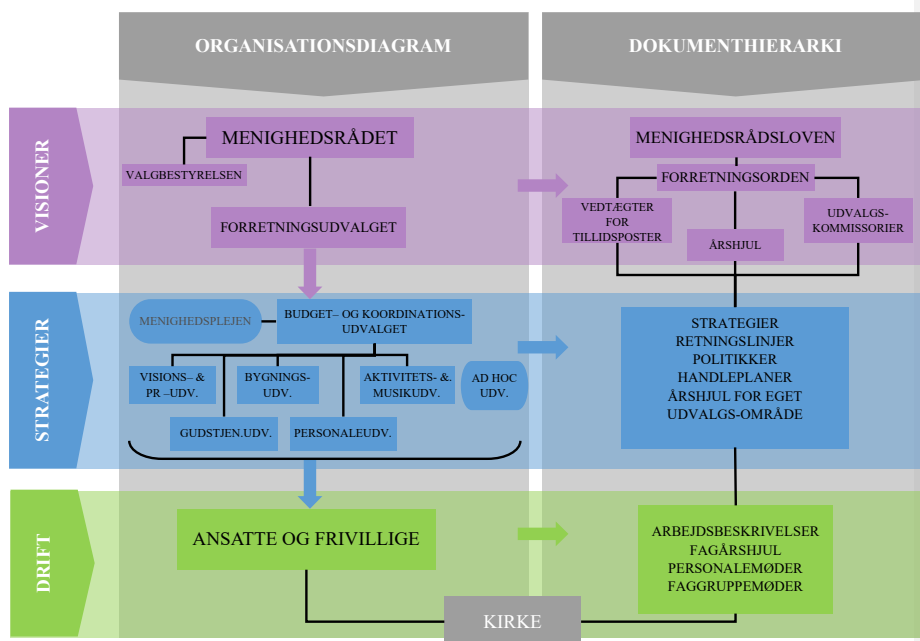 ORGANISATIONSDIAGRAM
DOKUMENTHIERARKI
VISIONER
MENIGHEDSRÅDET
VALGBESTYRELSEN
FORRETNINGSUDVALGET
MENIGHEDSRÅDSLOVEN
FORRETNINGSORDEN
VEDTÆGTER
FOR
TILLIDSPOSTER
ÅRSHJUL
UDVALGS-
KOMMISSORIER
STRATEGIER
MENIGHEDSPLEJEN
BUDGET– OG KOORDINATIONS-
UDVALGET
VISIONS– &
PR –UDV.
BYGNINGS-
UDV.
AKTIVITETS- &.
MUSIKUDV.
AD HOC
UDV.
GUDSTJEN.UDV.
PERSONALEUDV.
STRATEGIER
RETNINGSLINJER
POLITIKKER
HANDLEPLANER
ÅRSHJUL FOR EGET
UDVALGS-OMRÅDE
DRIFT
ANSATTE OG FRIVILLIGE
ARBEJDSBESKRIVELSER
FAGÅRSHJUL
PERSONALEMØDER
FAGGRUPPEMØDER
KIRKE